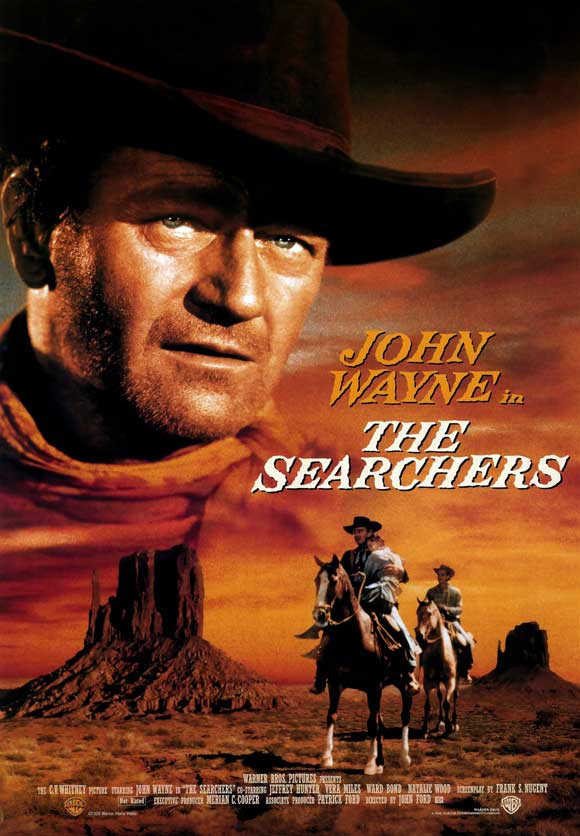 JOHN
WAYNE in
THE
SEARCHERS
WARNER BROS. PICTURES PRESENTS
THE C.V. WHITNEY PICTURE STARRING JOHN WAYNE IN "THE SEARCHERS" CO-STARRING JEFFREY HUNTER VERA MILES WARD BOND NATALIE WOOD SCREENPLAY BY FRANK S. NUGENT
Not Rated EXECUTIVE PRODUCER MERIAN C. COOPER ASSOCIATE PRODUCER PATRICK FORD DIRECTED BY JOHN FORD